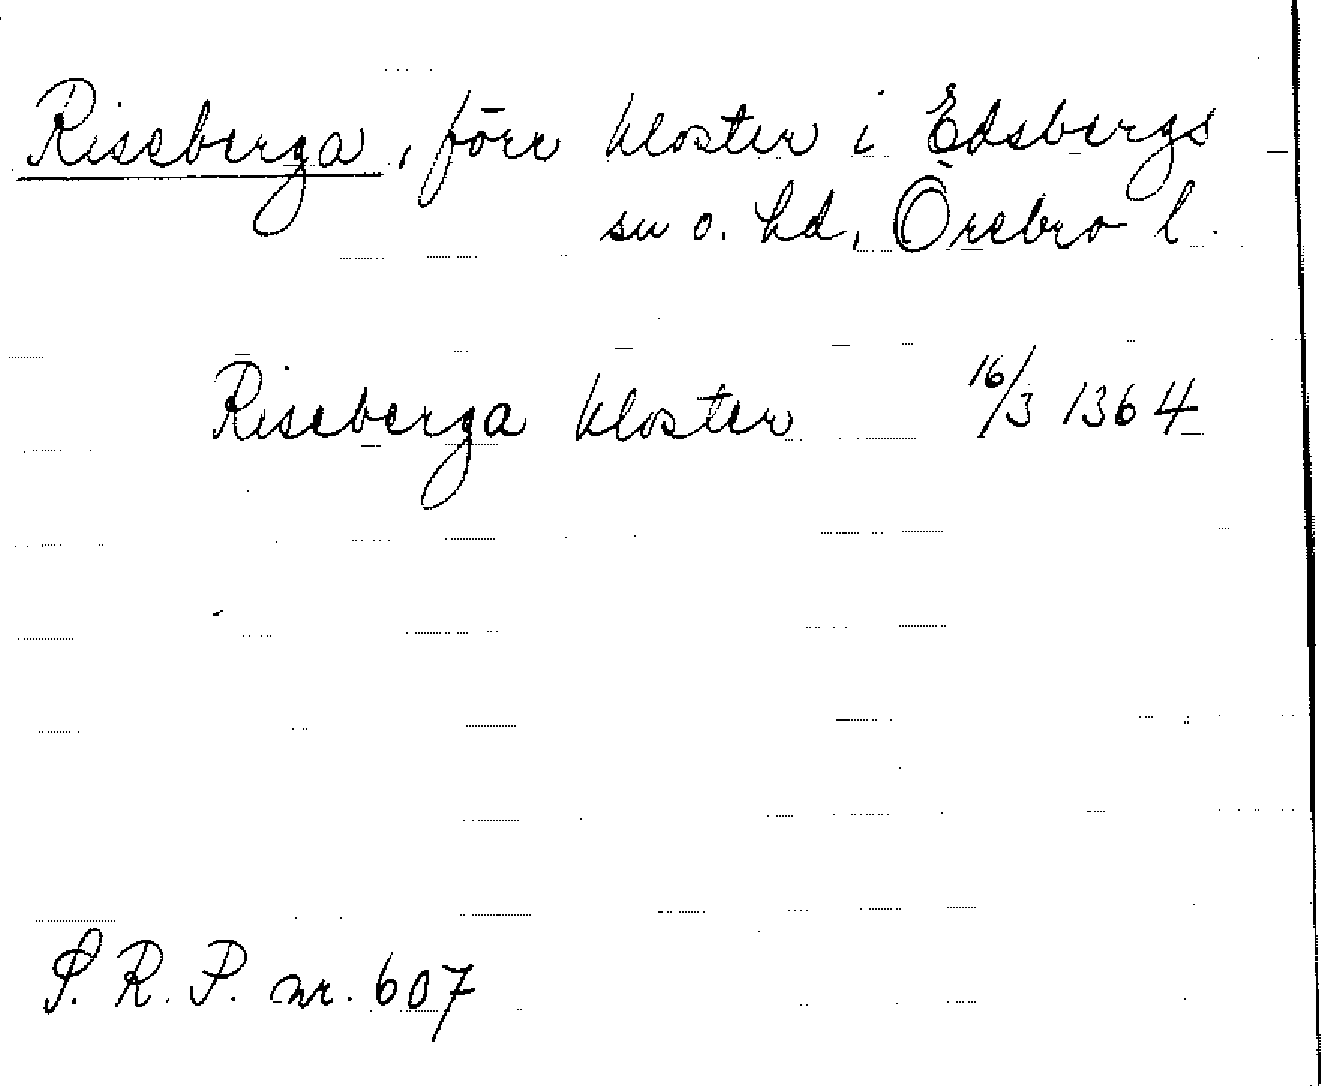 Riseberga, förr kloster i Edsbergs
sn o. hd, Örebro l.
Riseberga kloster 16/3 1364
S. R. P. nr. 607